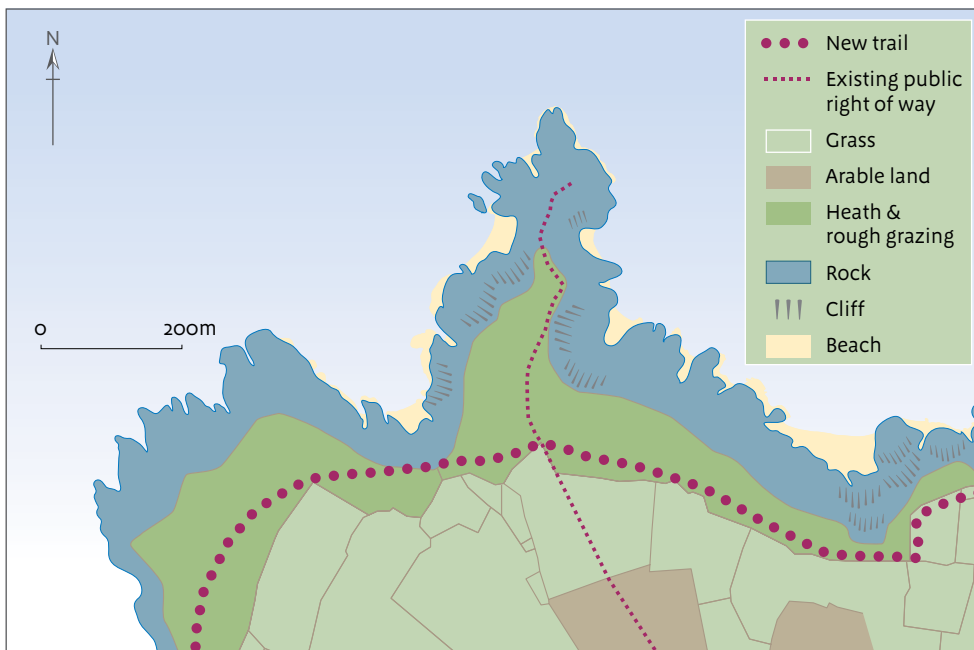 N
0 200m
New trail
Existing public
right of way
Grass
Arable land
Heath &
rough grazing
Rock
Cliff
Beach